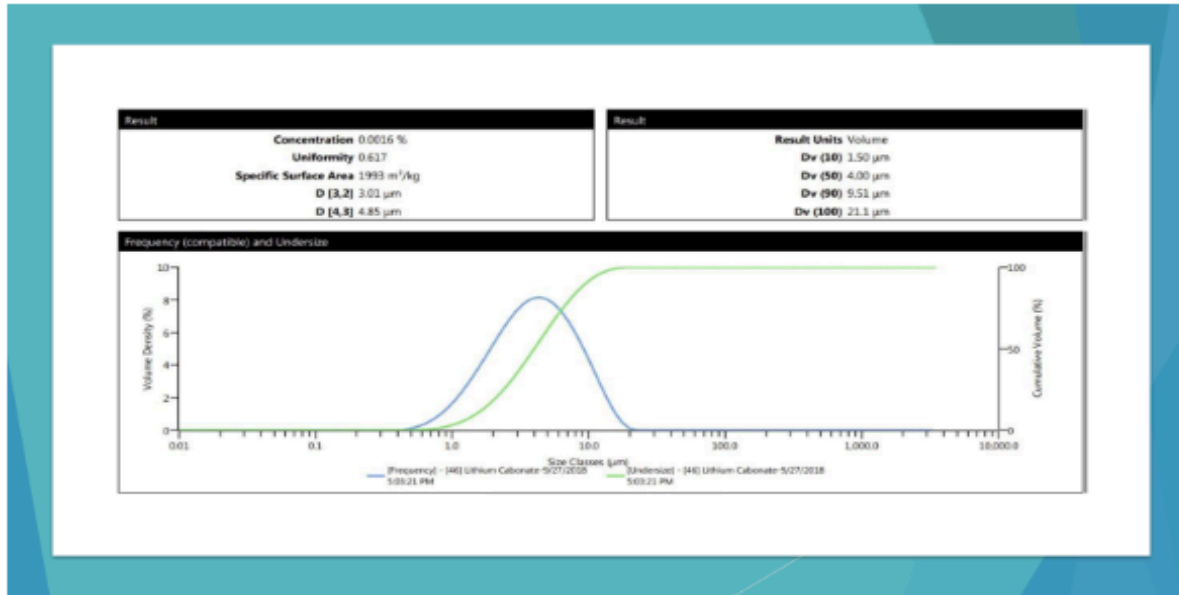 Result
Concentration 0.0016 %
Uniformity 0.617
Specific Surface Area 1993 m²/kg
D [3,2] 3.01 μm
D [4,3] 4.85 μm
Result
Result Units Volume
Dv (10) 1.50 μm
Dv (50) 4.00 μm
Dv (90) 9.51 μm
Dv (100) 21.1 μm
Frequency (compatible) and Undersize
Volume Density (%)
10
8
6
4
2
0
100
50
0
Cumulative Volume (%)
0.01 0.1 1.0 10.0 100.0 1,000.0 10,000.0
Size Classes (μm)
[Frequency] - [46] Lithium Cabonate-9/27/2018
5:03:21 PM
[Undersize] - [46] Lithium Cabonate-9/27/2018
5:03:21 PM